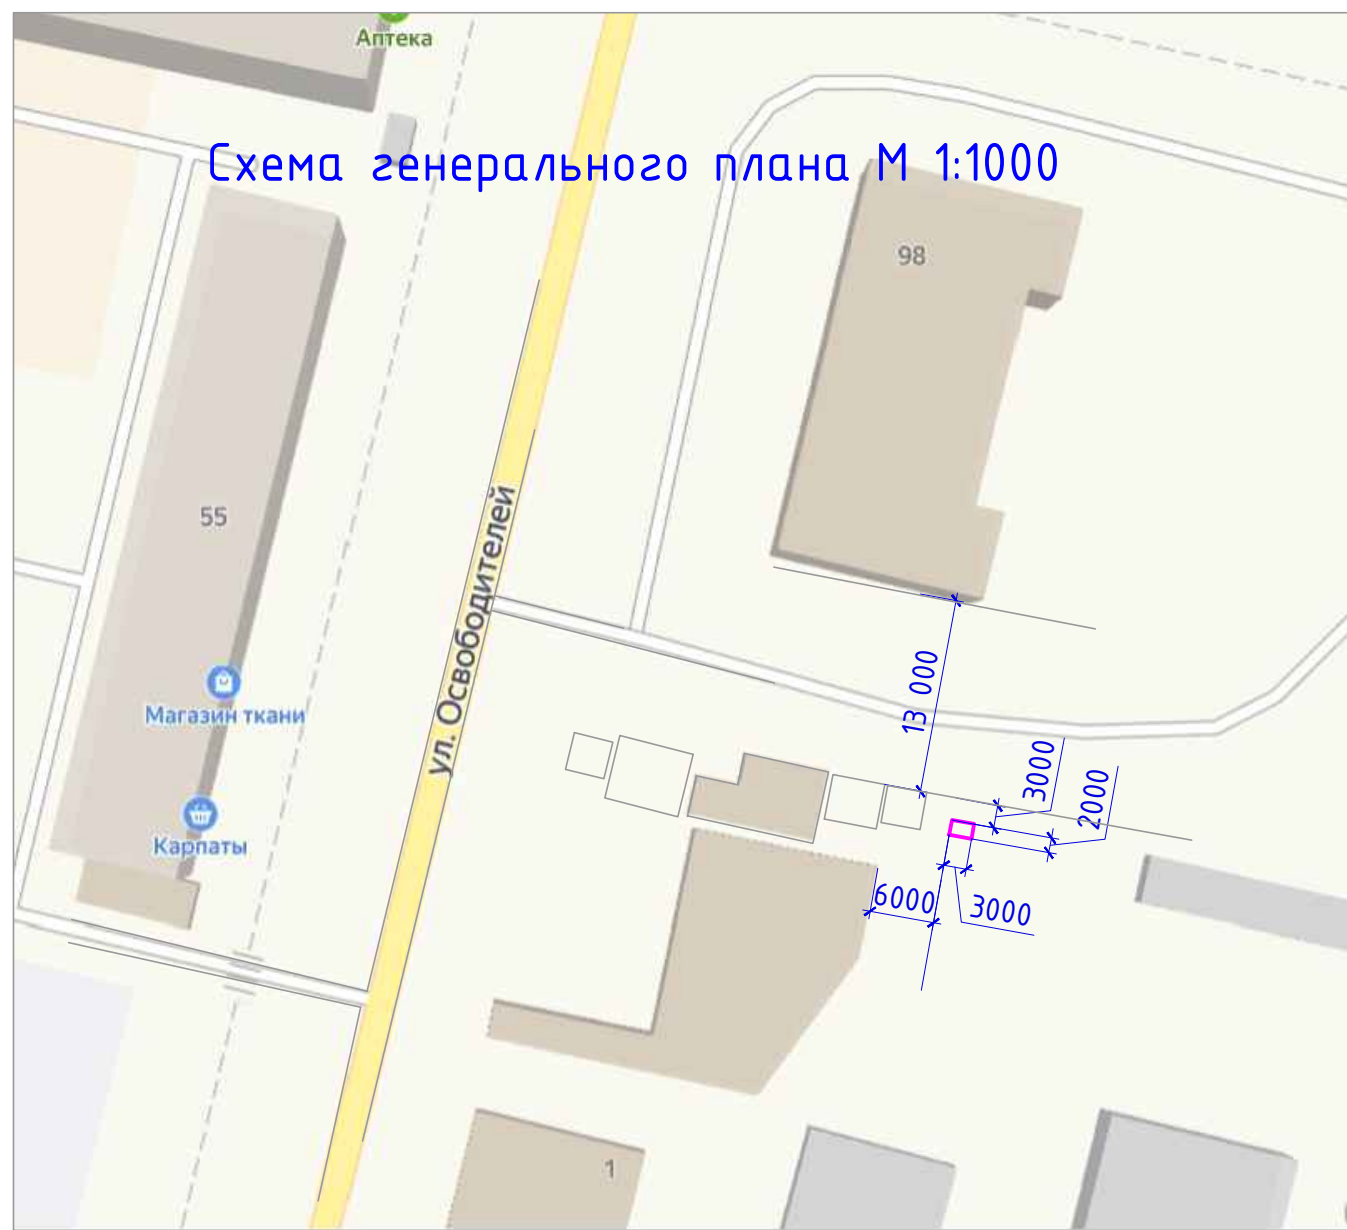 Аптека
Схема генерального плана М 1:1000
98
55
ул. Освободителей
13 000
Магазин ткани
3000
2000
Карпаты
6000
3000
1